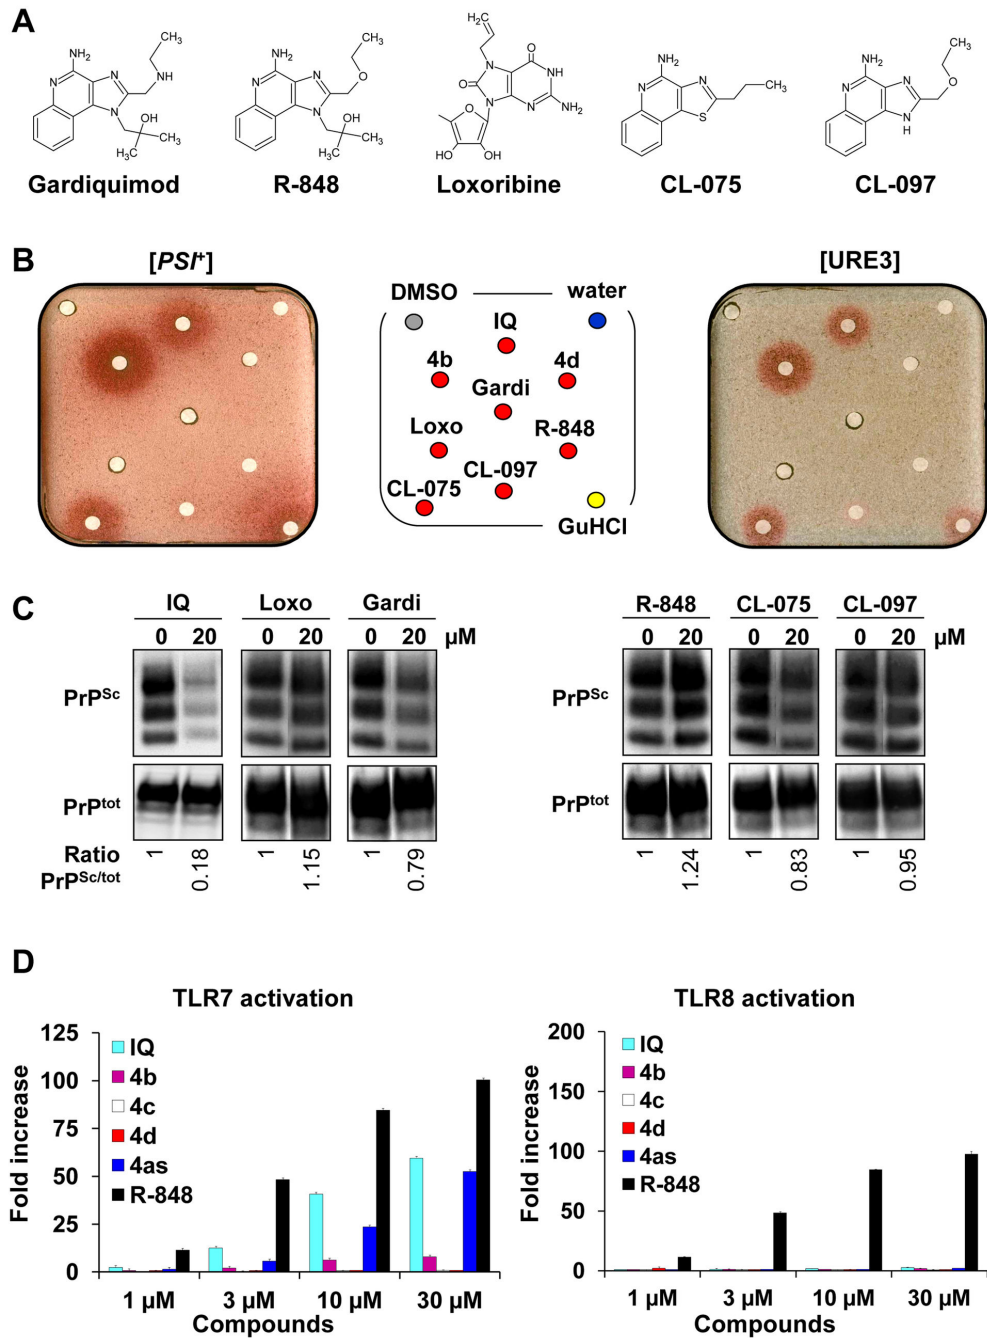 A
NH2
N
N
N
NH
CH3
OH
CH3
H3C
Gardiquimod
NH2
N
N
N
O
CH3
OH
CH3
H3C
R-848
H2C
N
O
NH
O
N
N
NH2
O
HO
OH
Loxoribine
NH2
N
N
S
CH3
CL-075
NH2
N
N
N
H
O
CH3
CL-097
B
[PSI+]
[URE3]
DMSO
water
IQ
4b
4d
Gardi
Loxo
R-848
CL-097
CL-075
GuHCl
C
IQ Loxo Gardi
0 20 0 20 0 20 µM
PrPSc
PrPtot
Ratio
PrPSc/tot
1 0.18 1 1.15 1 0.79
R-848 CL-075 CL-097
0 20 0 20 0 20 µM
PrPSc
PrPtot
1 1.24 1 0.83 1 0.95
D
TLR7 activation
Fold increase
125
100
75
50
25
0
IQ
4b
4c
4d
4as
R-848
1 µM 3 µM 10 µM 30 µM
Compounds
TLR8 activation
Fold increase
200
150
100
50
0
IQ
4b
4c
4d
4as
R-848
1 µM 3 µM 10 µM 30 µM
Compounds